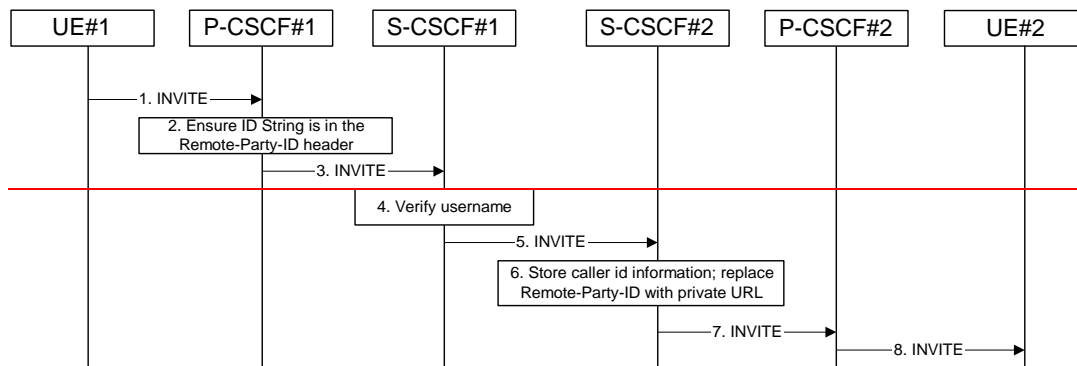 UE#1
P-CSCF#1
S-CSCF#1
S-CSCF#2
P-CSCF#2
UE#2
1. INVITE
2. Ensure ID String is in the
Remote-Party-ID header
3. INVITE
4. Verify username
5. INVITE
6. Store caller id information; replace
Remote-Party-ID with private URL
7. INVITE
8. INVITE